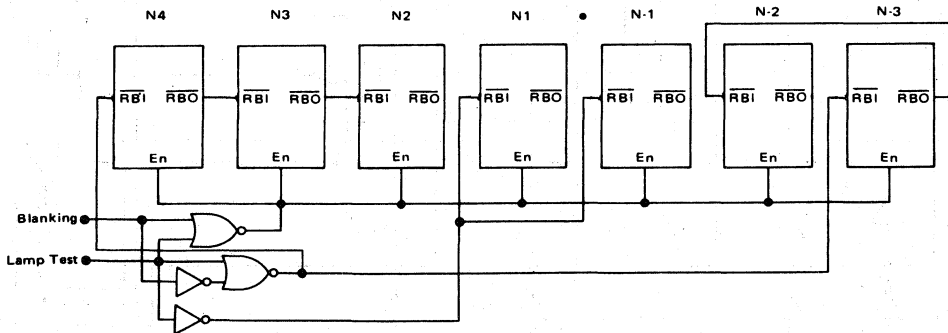 N4 N3 N2 N1 • N-1 N-2 N-3
RBI RBO RBI RBO RBI RBO RBI RBO RBI RBO RBI RBO RBI RBO
En En En En En En En
Blanking
Lamp Test